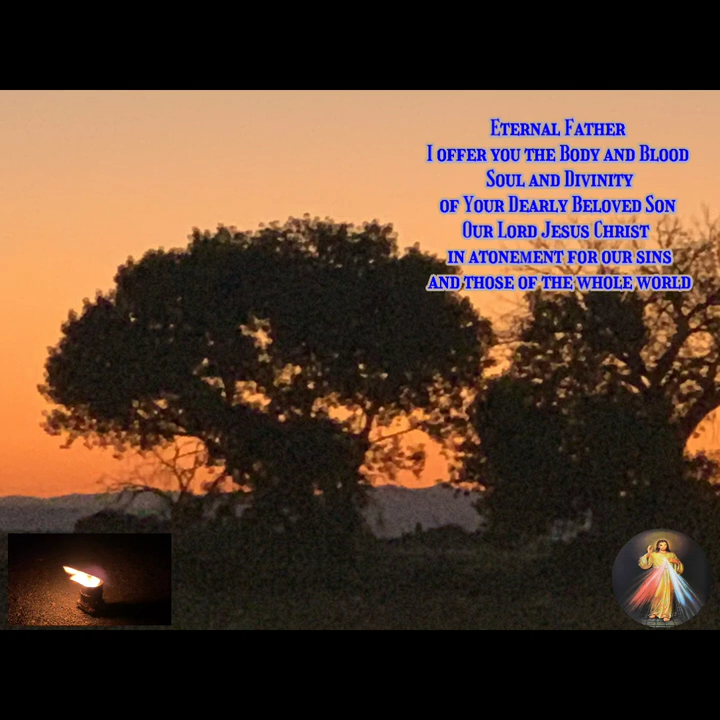 Eternal Father
I offer you the Body and Blood
Soul and Divinity
of Your Dearly Beloved Son
Our Lord Jesus Christ
in atonement for our sins
and those of the whole world